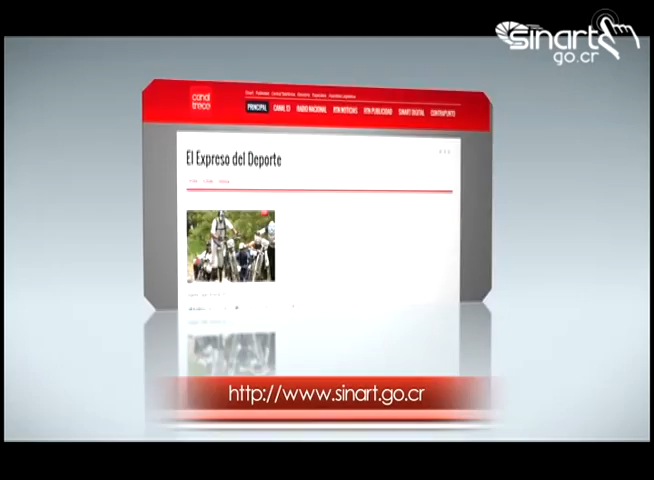 sinart
go.cr
canal
trece
PRINCIPAL CANAL 13 RADIO NACIONAL RTN NOTICIAS RTN PUBLICIDAD SINART DIGITAL CONTRAPUNTO
El Expreso del Deporte
http://www.sinart.go.cr